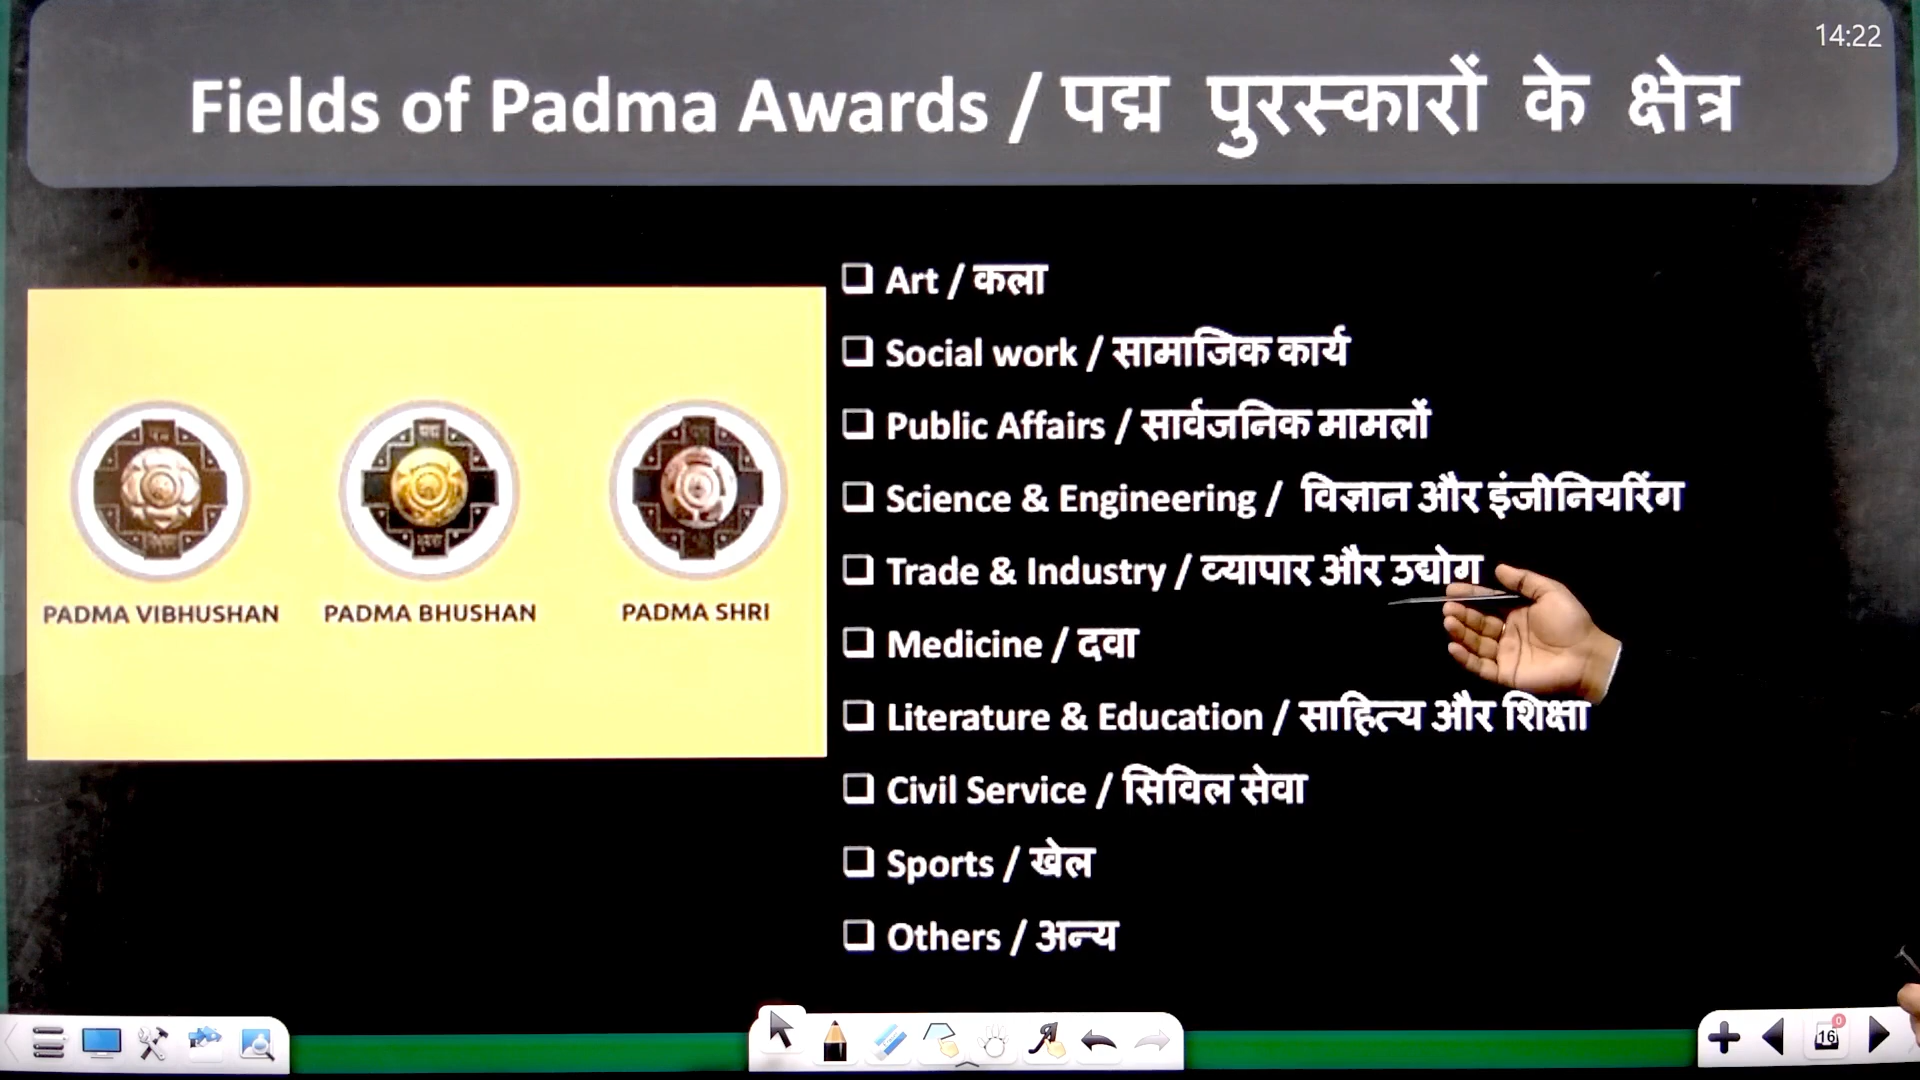 14:22
Fields of Padma Awards / पद्म पुरस्कारों के क्षेत्र
Art / कला
Social work / सामाजिक कार्य
Public Affairs / सार्वजनिक मामलों
Science & Engineering / विज्ञान और इंजीनियरिंग
Trade & Industry / व्यापार और उद्योग
Medicine / दवा
Literature & Education / साहित्य और शिक्षा
Civil Service / सिविल सेवा
Sports / खेल
Others / अन्य
PADMA VIBHUSHAN PADMA BHUSHAN PADMA SHRI
16
0